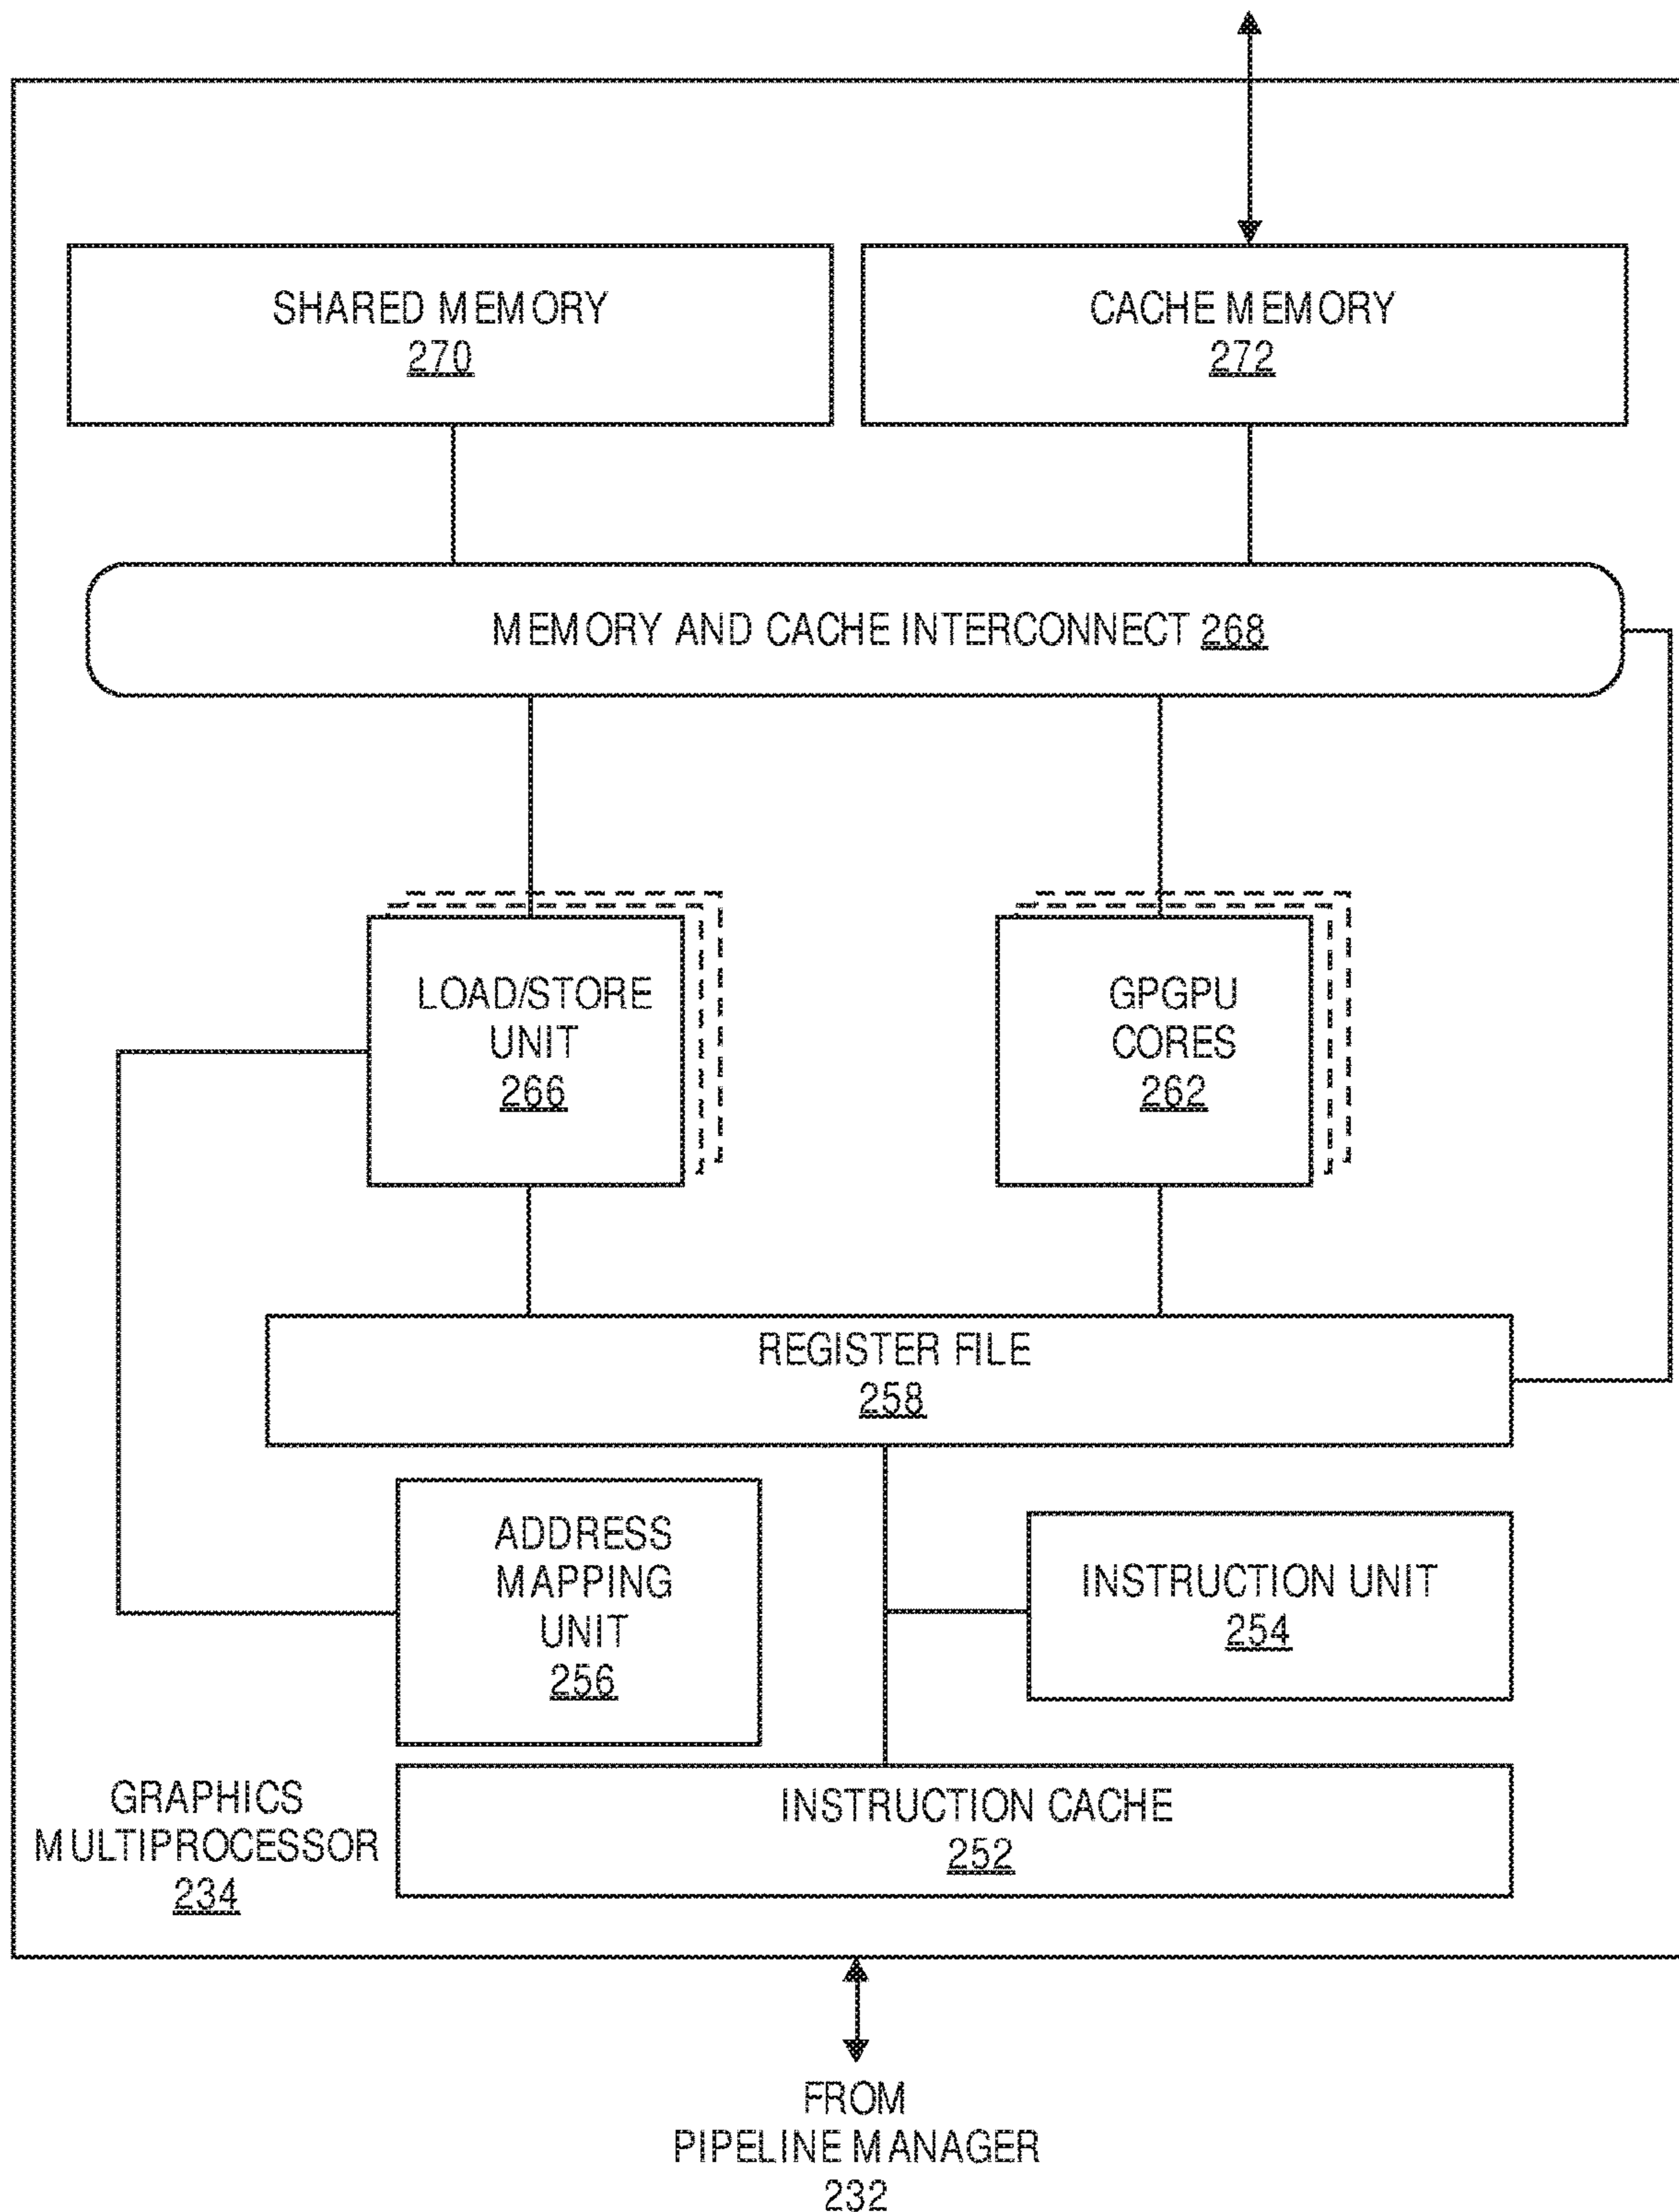 SHARED MEMORY
270
CACHE MEMORY
272
MEMORY AND CACHE INTERCONNECT 268
LOAD/STORE
UNIT
266
GPGPU
CORES
262
REGISTER FILE
258
ADDRESS
MAPPING
UNIT
256
INSTRUCTION UNIT
254
INSTRUCTION CACHE
252
GRAPHICS
MULTIPROCESSOR
234
FROM
PIPELINE MANAGER
232